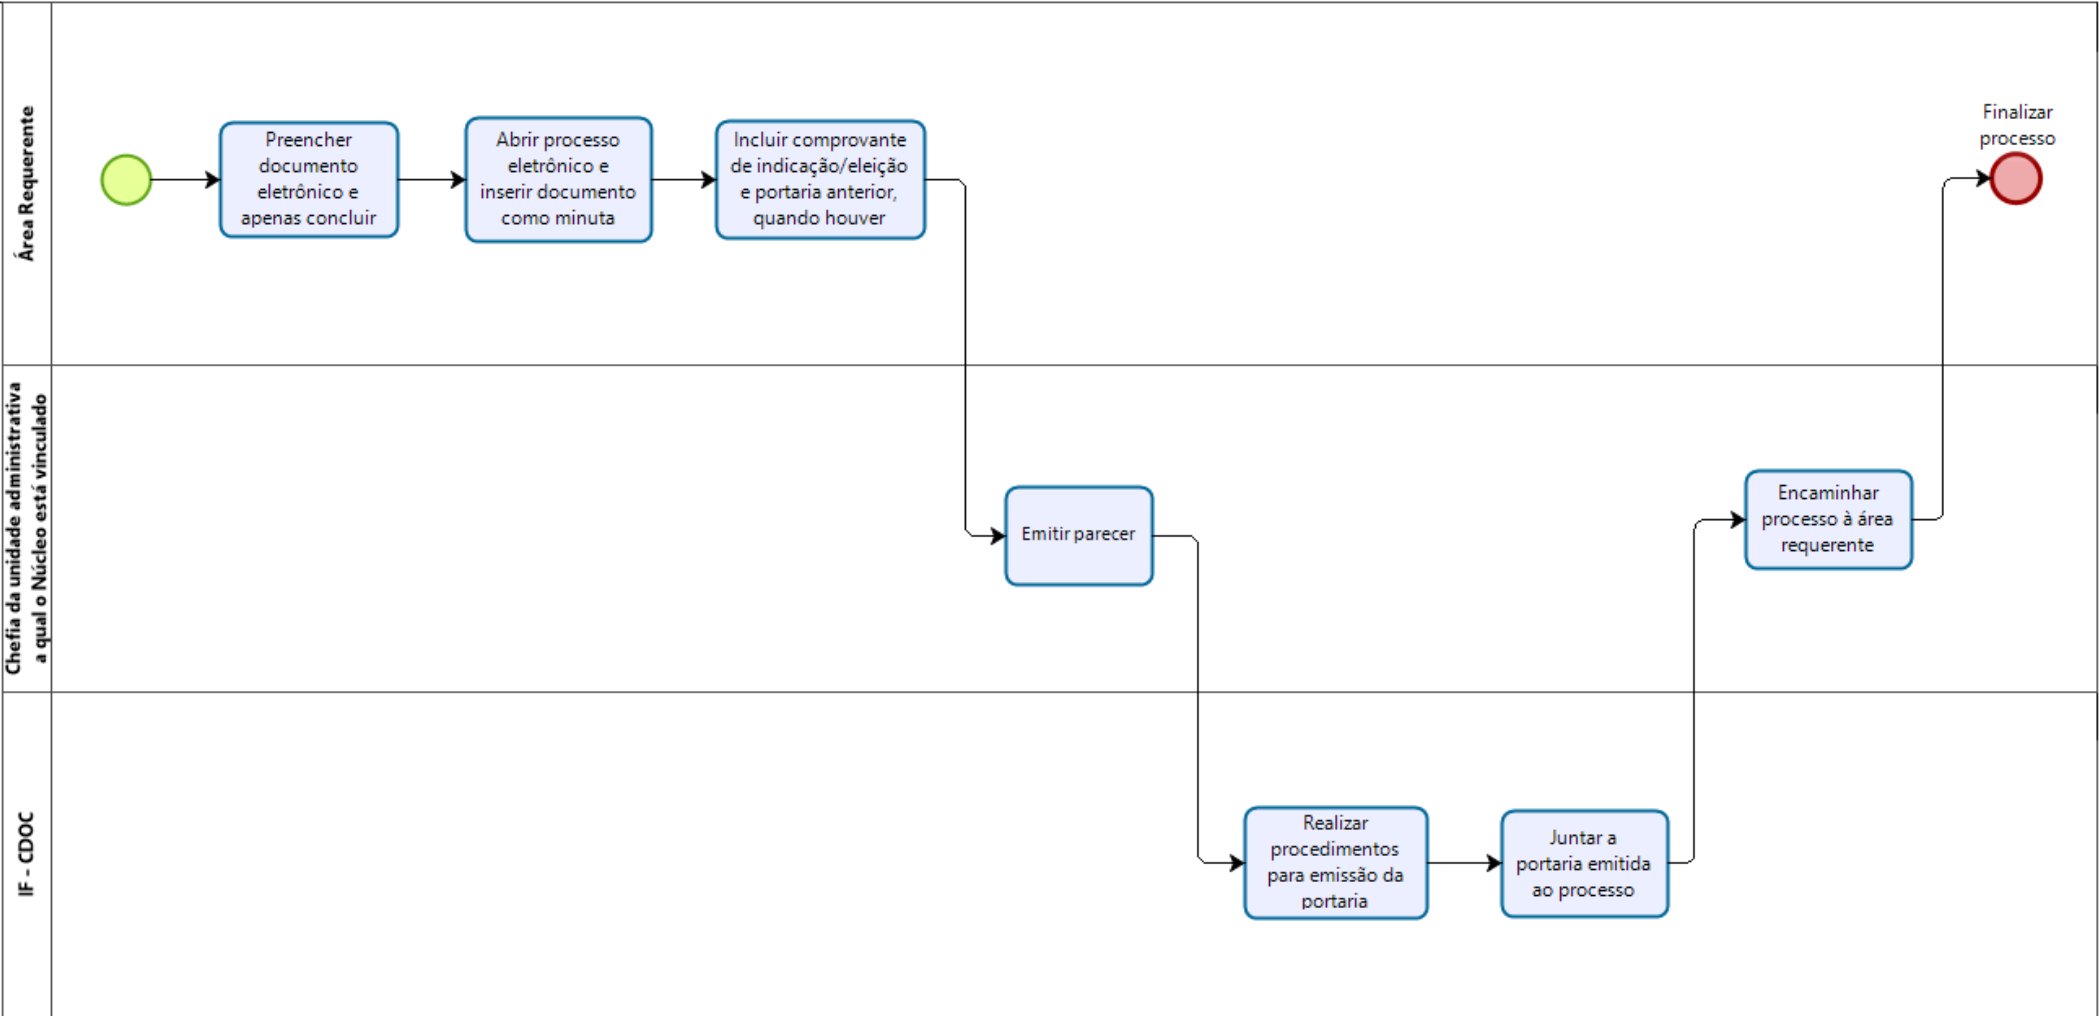 Área Requerente
Preencher
documento
eletrônico e
apenas concluir
Abrir processo
eletrônico e
inserir documento
como minuta
Incluir comprovante
de indicação/eleição
e portaria anterior,
quando houver
Finalizar
processo
Chefia da unidade administrativa
a qual o Núcleo está vinculado
Emitir parecer
Encaminhar
processo à área
requerente
IF - CDOC
Realizar
procedimentos
para emissão da
portaria
Juntar a
portaria emitida
ao processo